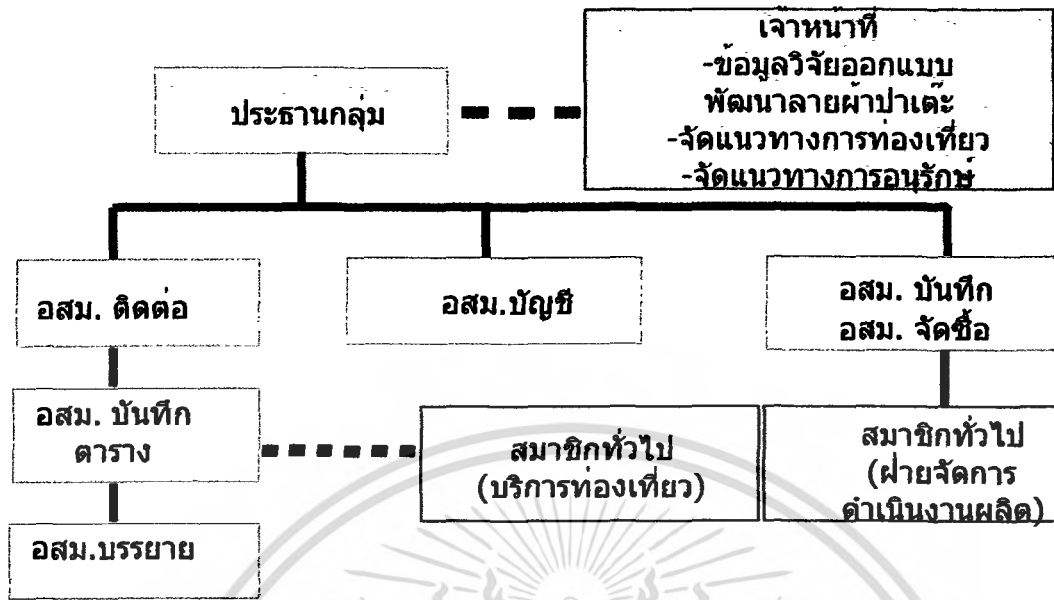 เจ้าหน้าที่
-ข้อมูลวิจัยออกแบบ
พัฒนาลายผ้าปาเต๊ะ
-จัดแนวทางการท่องเที่ยว
-จัดแนวทางการอนุรักษ์
ประธานกลุ่ม
อสม. ติดต่อ
อสม.บัญชี
อสม. บันทึก
อสม. จัดซื้อ
อสม. บันทึก
ตาราง
สมาชิกทั่วไป
(บริการท่องเที่ยว)
สมาชิกทั่วไป
(ฝ่ายจัดการ
ดำเนินงานผลิต)
อสม.บรรยาย